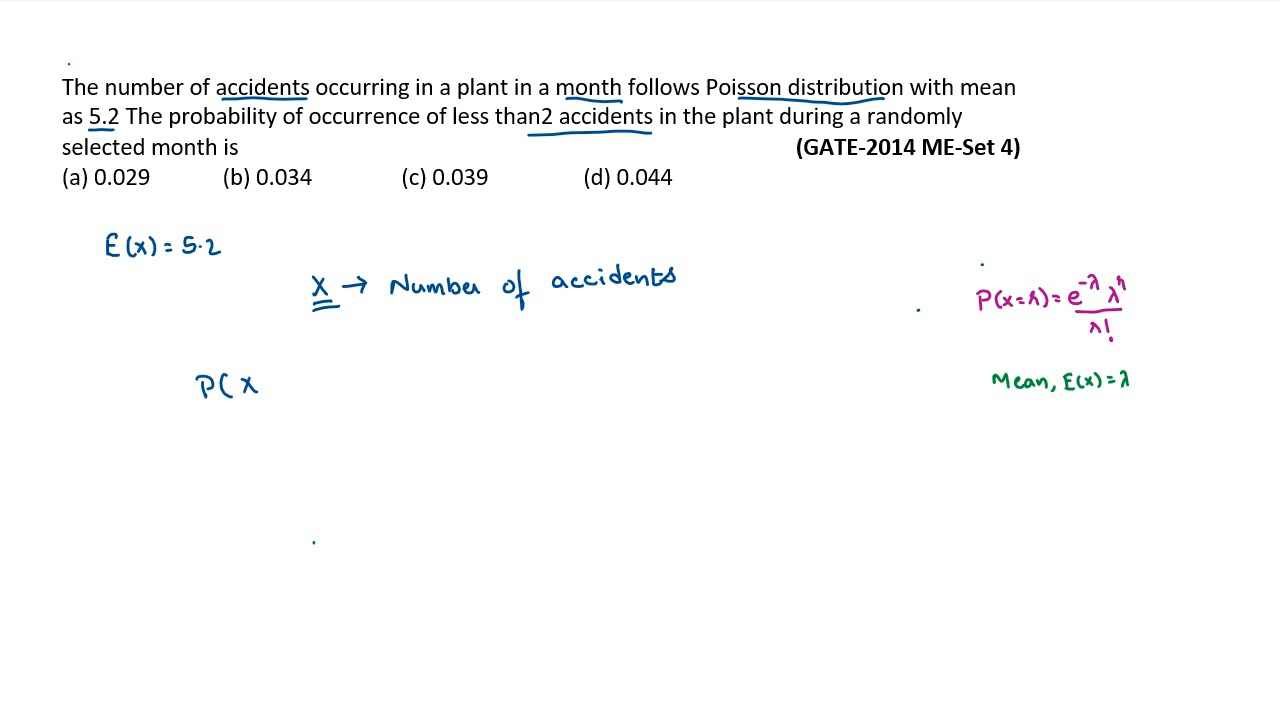 The number of accidents occurring in a plant in a month follows Poisson distribution with mean
as 5.2 The probability of occurrence of less than2 accidents in the plant during a randomly
selected month is (GATE-2014 ME-Set 4)
(a) 0.029 (b) 0.034 (c) 0.039 (d) 0.044
E(x) = 5.2
X → Number of accidents
P(x=r) = e^-λ λ^r
r!
Mean, E(x) = λ
P( x